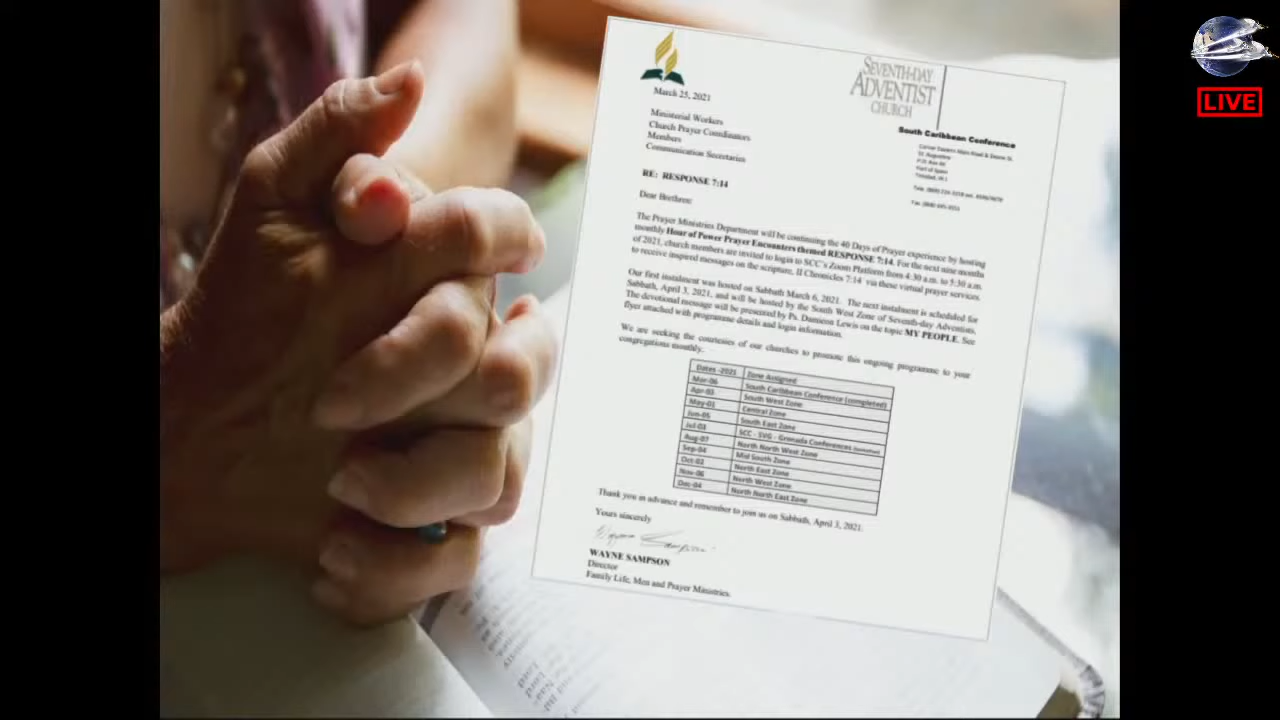 LIVE
SEVENTH-DAY
ADVENTIST
CHURCH
March 25, 2021
South Caribbean Conference
Ministerial Workers
Church Prayer Coordinators
Members
Communication Secretaries
St. Augustine
Port of Spain
RE: RESPONSE 7:14
Dear Brethren:
The Prayer Ministries Department will be continuing the 40 Days of Prayer experience by hosting
monthly Hour of Power Prayer Encounters themed RESPONSE 7:14. For the next nine months
of 2021, church members are invited to login to SCC's Zoom Platform from 4:30 a.m. to 5:30 a.m.
to receive inspired messages on the scripture, II Chronicles 7:14 via these virtual prayer services.
Our first instalment was hosted on Sabbath March 6, 2021. The next instalment is scheduled for
Sabbath, April 3, 2021, and will be hosted by the South West Zone of Seventh-day Adventists.
The devotional message will be presented by Ps. Damieon Lewis on the topic MY PEOPLE. See
flyer attached with programme details and login information.
We are seeking the courtesies of our churches to promote this ongoing programme to your
congregations monthly.
Dates -2021 Zone Assigned
Mar-06 South Caribbean Conference (completed)
Apr-03 South West Zone
May-01 Central Zone
Jun-05 South East Zone
Jul-03 SCC - SVG - Grenada Conferences
Aug-07 North North West Zone
Sep-04 Mid South Zone
Oct-02 North East Zone
Nov-06 North West Zone
Dec-04 North North East Zone
Thank you in advance and remember to join us on Sabbath, April 3, 2021.
Yours sincerely
Wayne Sampson
WAYNE SAMPSON
Director
Family Life, Men and Prayer Ministries.